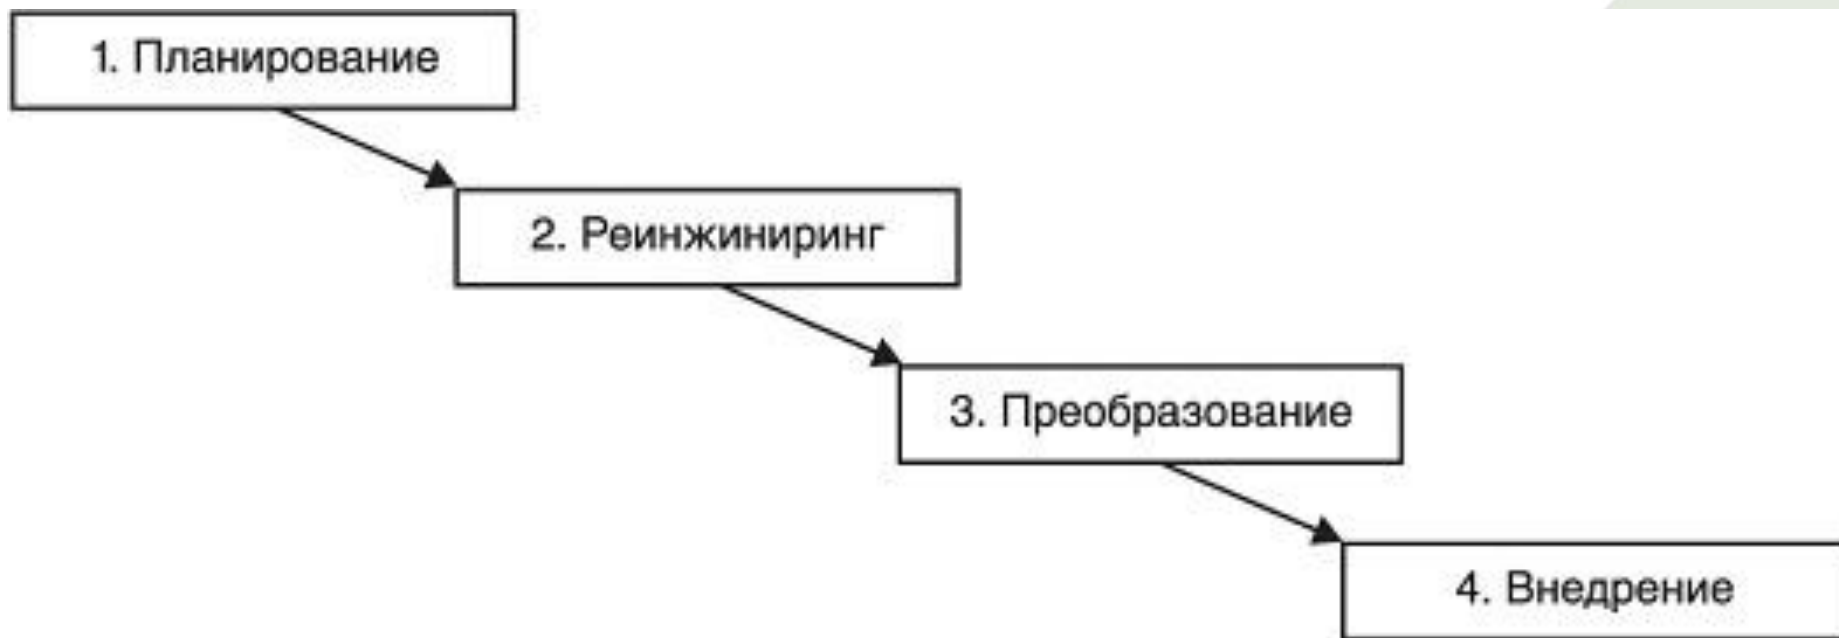 1. Планирование
2. Реинжиниринг
3. Преобразование
4. Внедрение